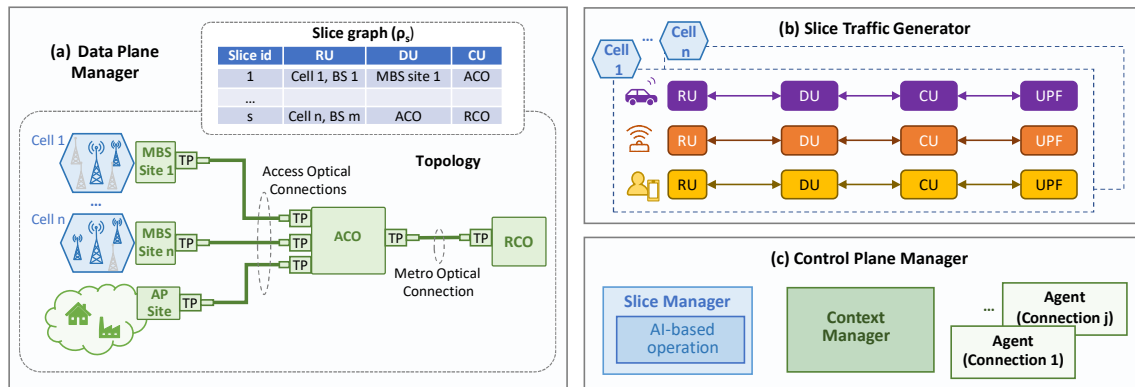 (a) Data Plane
Manager
Slice graph (ρs)
Slice id RU DU CU
1 Cell 1, BS 1 MBS site 1 ACO
...
s Cell n, BS m ACO RCO
Cell 1
MBS
Site 1
TP
Topology
Access Optical
Connections
...
Cell n
MBS
Site n
TP
TP
TP
TP
ACO
TP
TP
RCO
Metro Optical
Connection
AP
Site
TP
(b) Slice Traffic Generator
Cell
1
...
Cell
n
RU DU CU UPF
RU DU CU UPF
RU DU CU UPF
(c) Control Plane Manager
Slice Manager
AI-based
operation
Context
Manager
...
Agent
(Connection j)
Agent
(Connection 1)